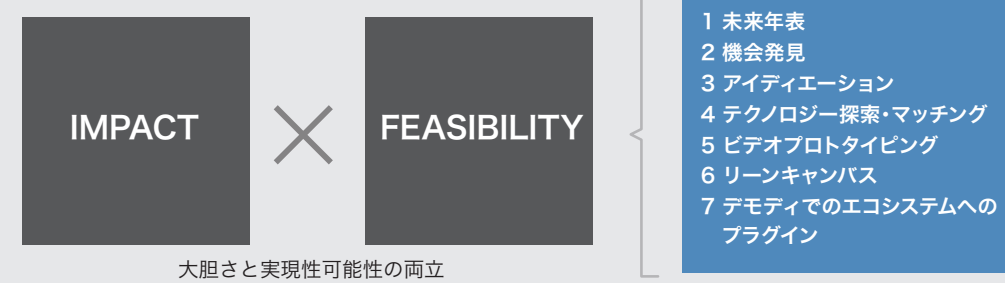 IMPACT
×
FEASIBILITY
大胆さと実現性可能性の両立
1 未来年表
2 機会発見
3 アイディエーション
4 テクノロジー探索・マッチング
5 ビデオプロトタイピング
6 リーンキャンバス
7 デモディでのエコシステムへの
プラグイン